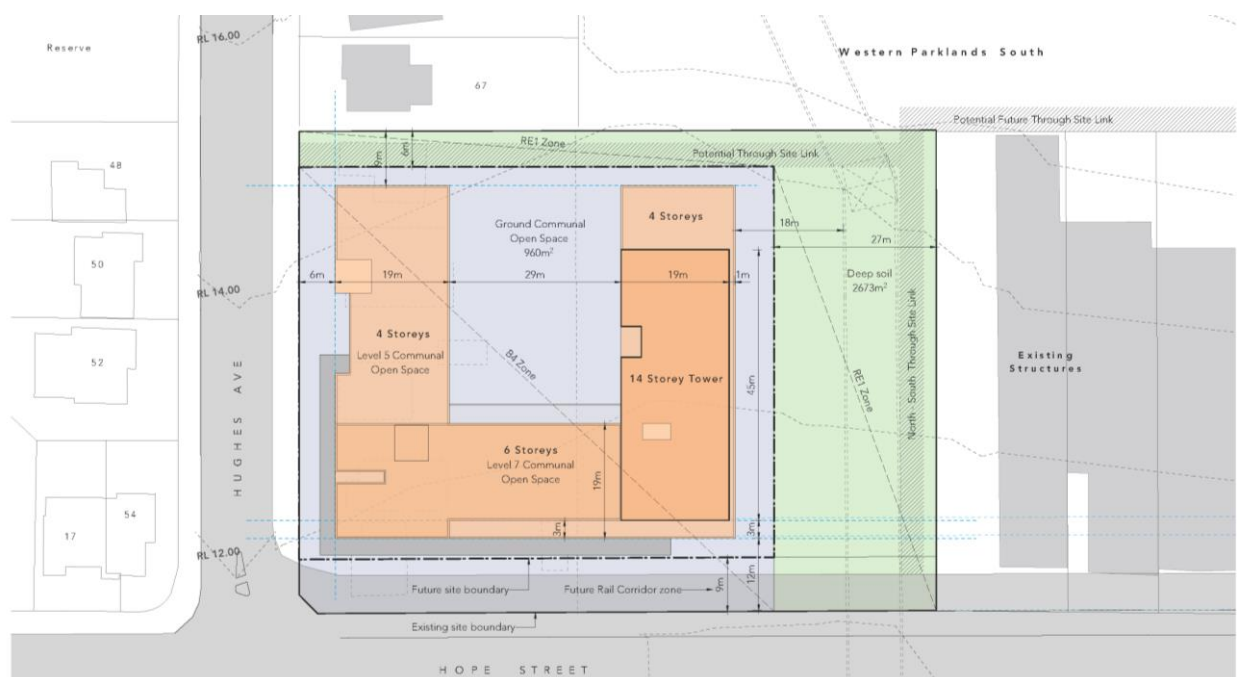 RL 16.00
Reserve
Western Parklands South
67
Potential Future Through Site Link
RE1 Zone
Potential Through Site Link
9m
6m
48
4 Storeys
18m
Ground Communal
Open Space
960m²
27m
50
6m
19m
29m
19m
1m
Deep soil
2673m²
RL 14.00
4 Storeys
Level 5 Communal
Open Space
52
B4 Zone
14 Storey Tower
45m
RE1 Zone
North - South Through Site Link
Existing
Structures
HUGHES AVE
6 Storeys
Level 7 Communal
Open Space
19m
54
17
3m
3m
RL 12.00
12m
9m
Future site boundary
Future Rail Corridor zone
Existing site boundary
HOPE STREET